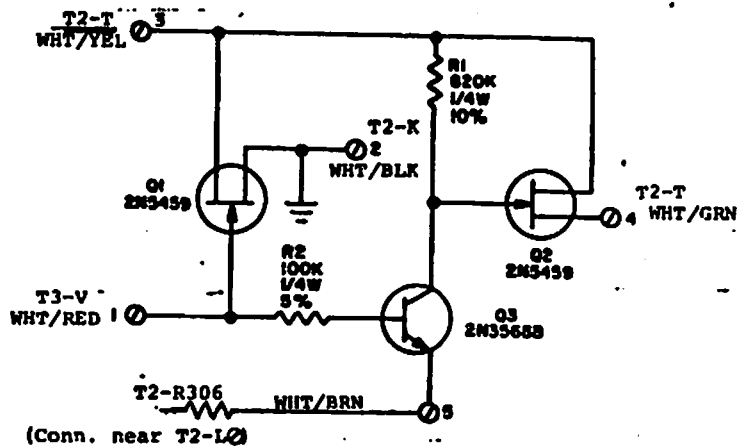 T2-T 3
WHT/YEL
R1
820K
1/4W
10%
T2-K
2
WHT/BLK
Q1
2N5459
T2-T
4 WHT/GRN
Q2
2N5459
R2
100K
1/4W
5%
T3-V
WHT/RED 1
Q3
2N3568B
T2-R306
WHT/BRN
5
(Conn. near T2-L)